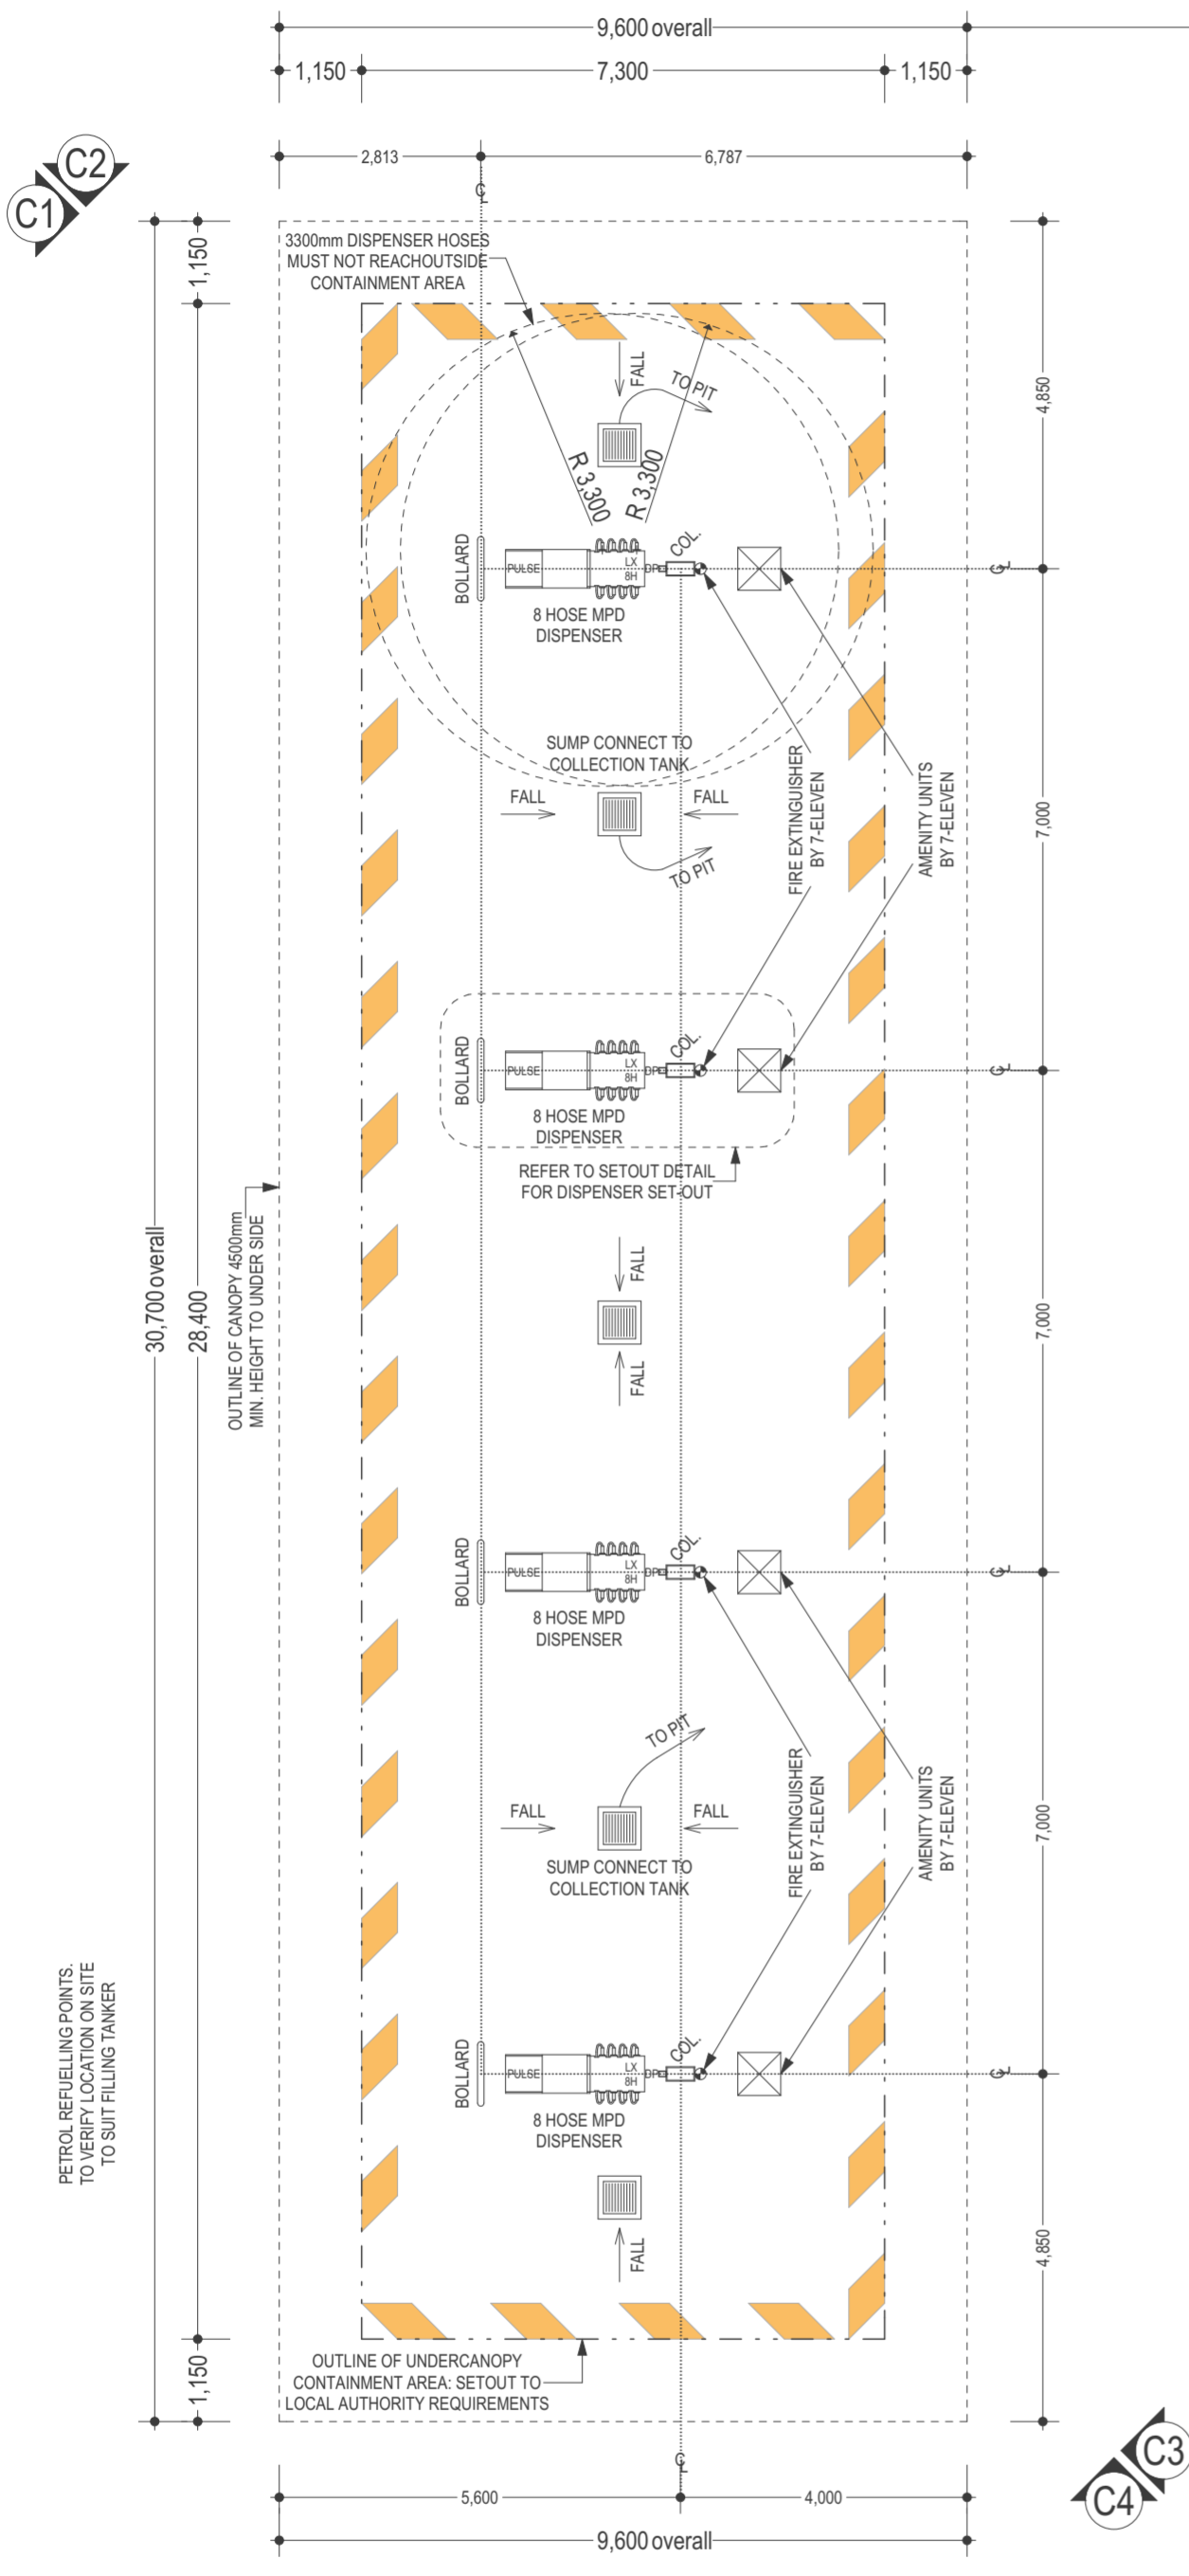 9,600 overall
1,150
7,300
1,150
2,813
6,787
C2
C1
3300mm DISPENSER HOSES
MUST NOT REACHOUTSIDE
CONTAINMENT AREA
1,150
4,850
FALL
TO PIT
R 3,300
R 3,300
BOLLARD
PULSE
LX
8H
DP
COL.
8 HOSE MPD
DISPENSER
SUMP CONNECT TO
COLLECTION TANK
FALL
FALL
TO PIT
FIRE EXTINGUISHER
BY 7-ELEVEN
AMENITY UNITS
BY 7-ELEVEN
7,000
BOLLARD
PULSE
LX
8H
DP
COL.
8 HOSE MPD
DISPENSER
REFER TO SETOUT DETAIL
FOR DISPENSER SET-OUT
30,700 overall
28,400
OUTLINE OF CANOPY 4500mm
MIN. HEIGHT TO UNDER SIDE
FALL
FALL
7,000
BOLLARD
PULSE
LX
8H
DP
COL.
8 HOSE MPD
DISPENSER
TO PIT
FALL
FALL
SUMP CONNECT TO
COLLECTION TANK
FIRE EXTINGUISHER
BY 7-ELEVEN
AMENITY UNITS
BY 7-ELEVEN
7,000
PETROL REFUELLING POINTS.
TO VERIFY LOCATION ON SITE
TO SUIT FILLING TANKER
BOLLARD
PULSE
LX
8H
DP
COL.
8 HOSE MPD
DISPENSER
FALL
4,850
OUTLINE OF UNDERCANOPY
CONTAINMENT AREA: SETOUT TO
LOCAL AUTHORITY REQUIREMENTS
1,150
C3
C4
5,600
4,000
9,600 overall